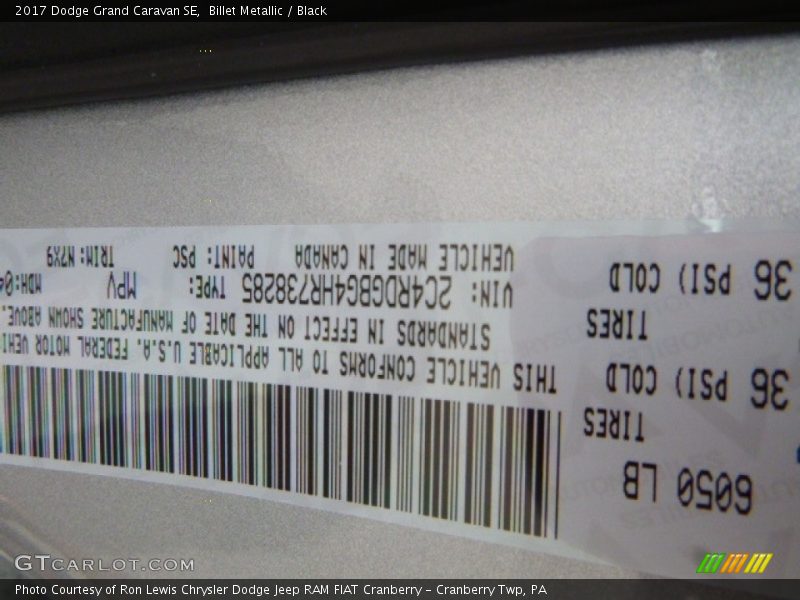 2017 Dodge Grand Caravan SE,  Billet Metallic / Black
6050 LB
TIRES
36 PSI) COLD
TIRES
36 PSI) COLD
THIS VEHICLE CONFORMS TO ALL APPLICABLE U.S.A. FEDERAL MOTOR VEHI
STANDARDS IN EFFECT ON THE DATE OF MANUFACTURE SHOWN ABOVE.
VIN: 2C4RDGBG4HR738285 TYPE: MPV MDH:04
VEHICLE MADE IN CANADA PAINT: PSC TRIM: N7X9
GTCARLOT.COM
Photo Courtesy of Ron Lewis Chrysler Dodge Jeep RAM FIAT Cranberry – Cranberry Twp, PA